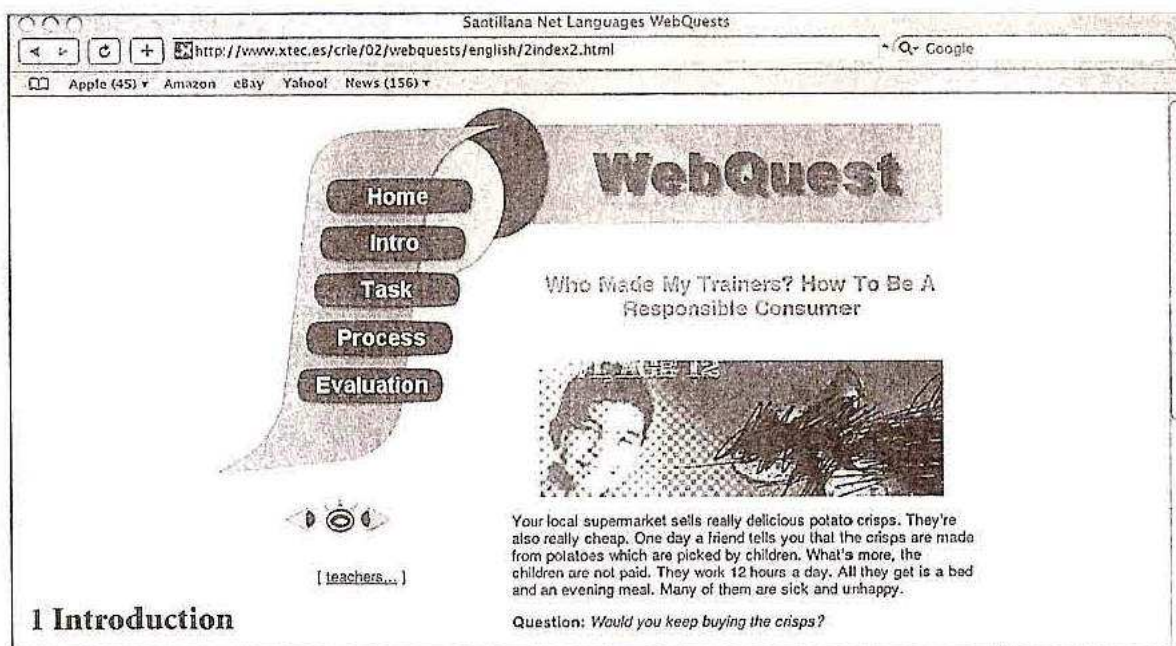 Santillana Net Languages WebQuests
http://www.xtec.es/crie/02/webquests/english/2index2.html
Google
Apple (45) Amazon eBay Yahoo! News (156)
WebQuest
Home
Intro
Task
Process
Evaluation
Who Made My Trainers? How To Be A
Responsible Consumer
AGE 12
Your local supermarket sells really delicious potato crisps. They're
also really cheap. One day a friend tells you that the crisps are made
from potatoes which are picked by children. What's more, the
children are not paid. They work 12 hours a day. All they get is a bed
and an evening meal. Many of them are sick and unhappy.
Question: Would you keep buying the crisps?
[ teachers... ]
1 Introduction